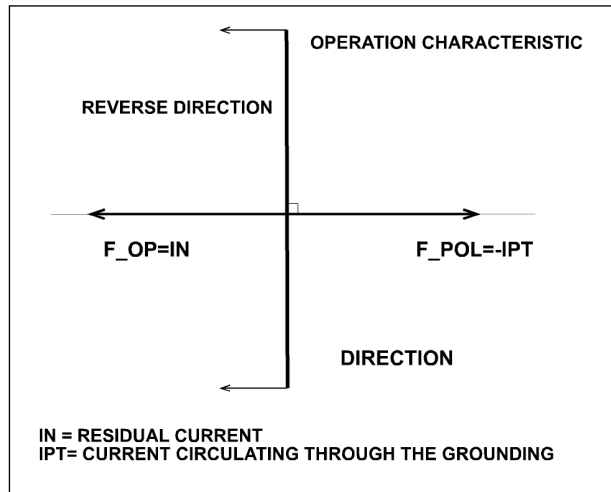 OPERATION CHARACTERISTIC
REVERSE DIRECTION
F_OP=IN
F_POL=-IPT
DIRECTION
IN = RESIDUAL CURRENT
IPT= CURRENT CIRCULATING THROUGH THE GROUNDING